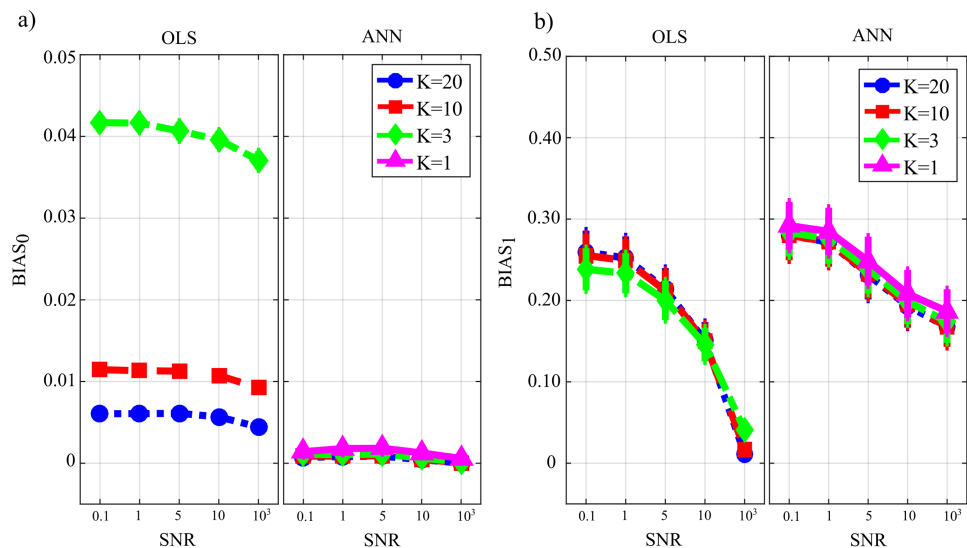 a)
OLS
ANN
0.05
0.04
0.03
0.02
0.01
0
BIAS0
K=20
K=10
K=3
K=1
0.1 1 5 10 10³
0.1 1 5 10 10³
SNR
SNR
b)
OLS
ANN
0.50
0.40
0.30
0.20
0.10
0
BIAS1
K=20
K=10
K=3
K=1
0.1 1 5 10 10³
0.1 1 5 10 10³
SNR
SNR